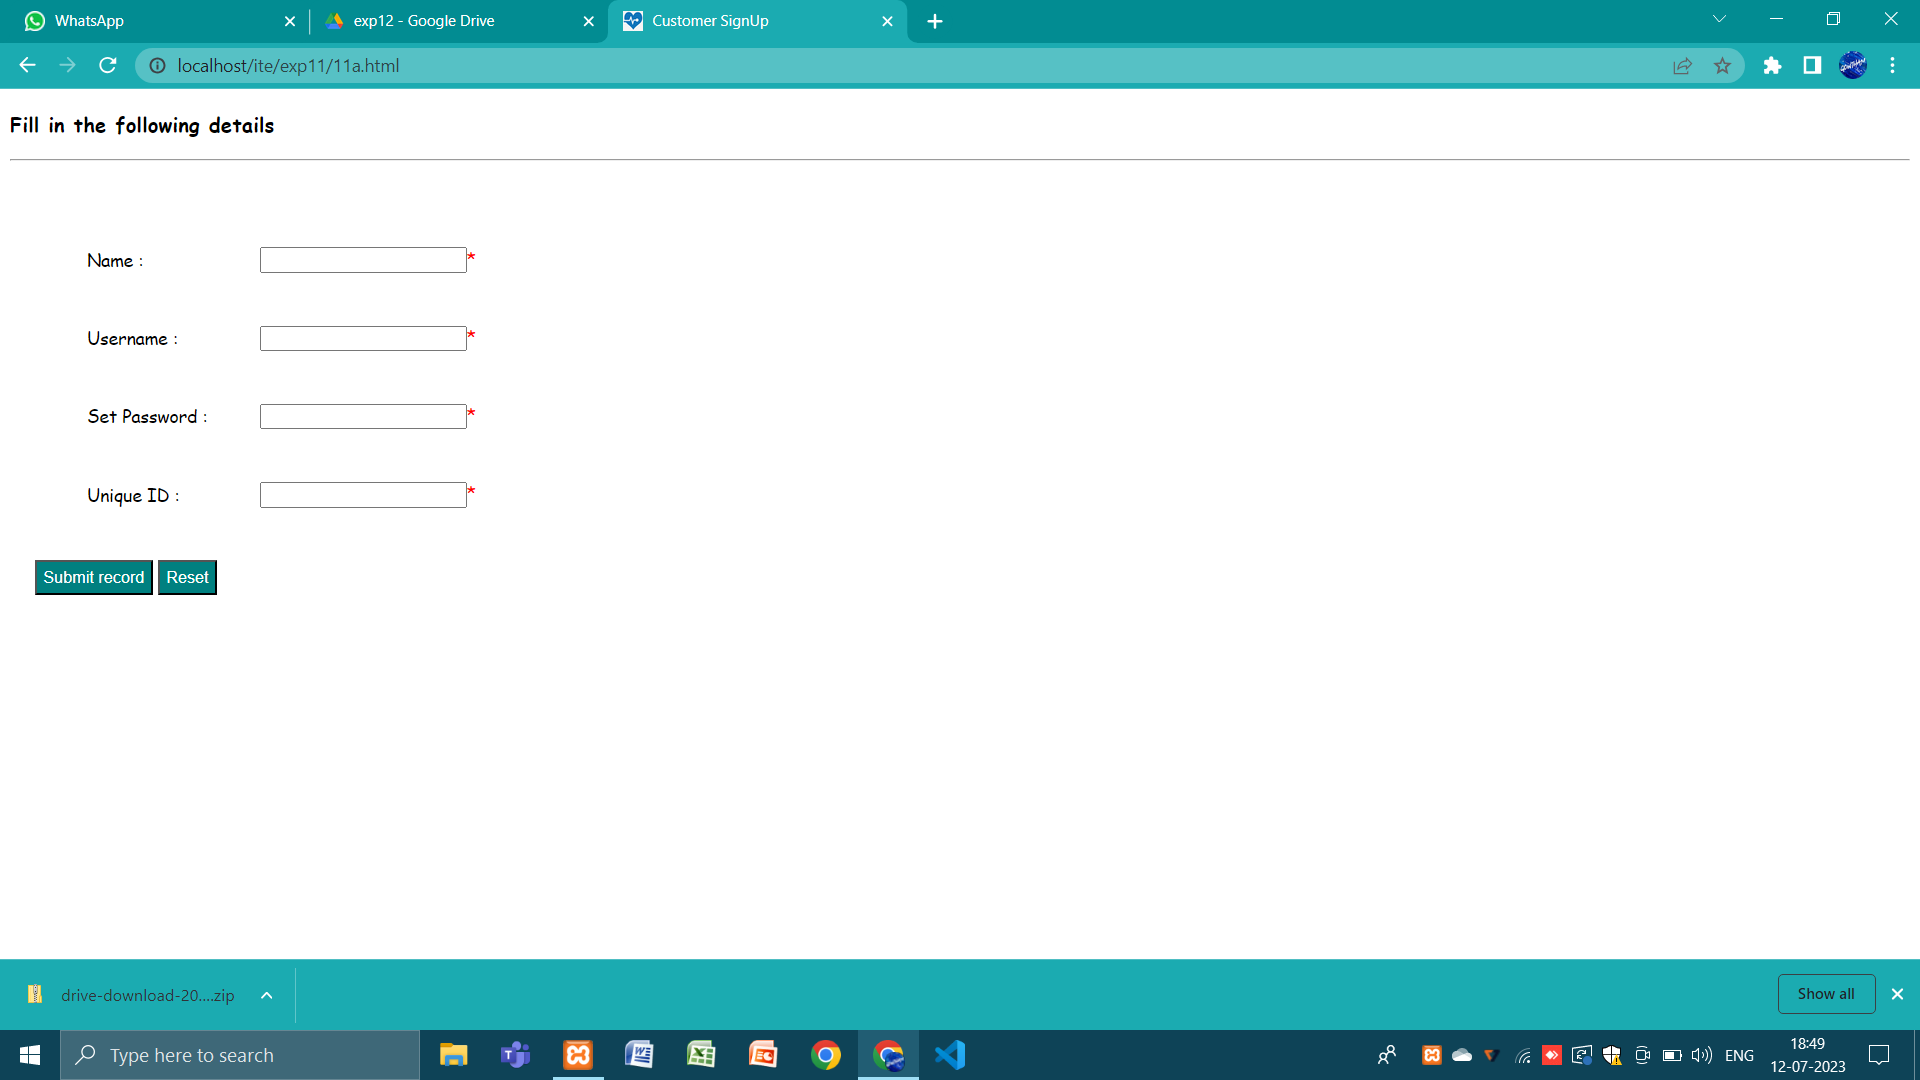 WhatsApp
exp12 - Google Drive
Customer SignUp
localhost/ite/exp11/11a.html
Fill in the following details
Name : *
Username : *
Set Password : *
Unique ID : *
Submit record Reset
drive-download-20....zip
Show all
Type here to search
ENG
18:49
12-07-2023